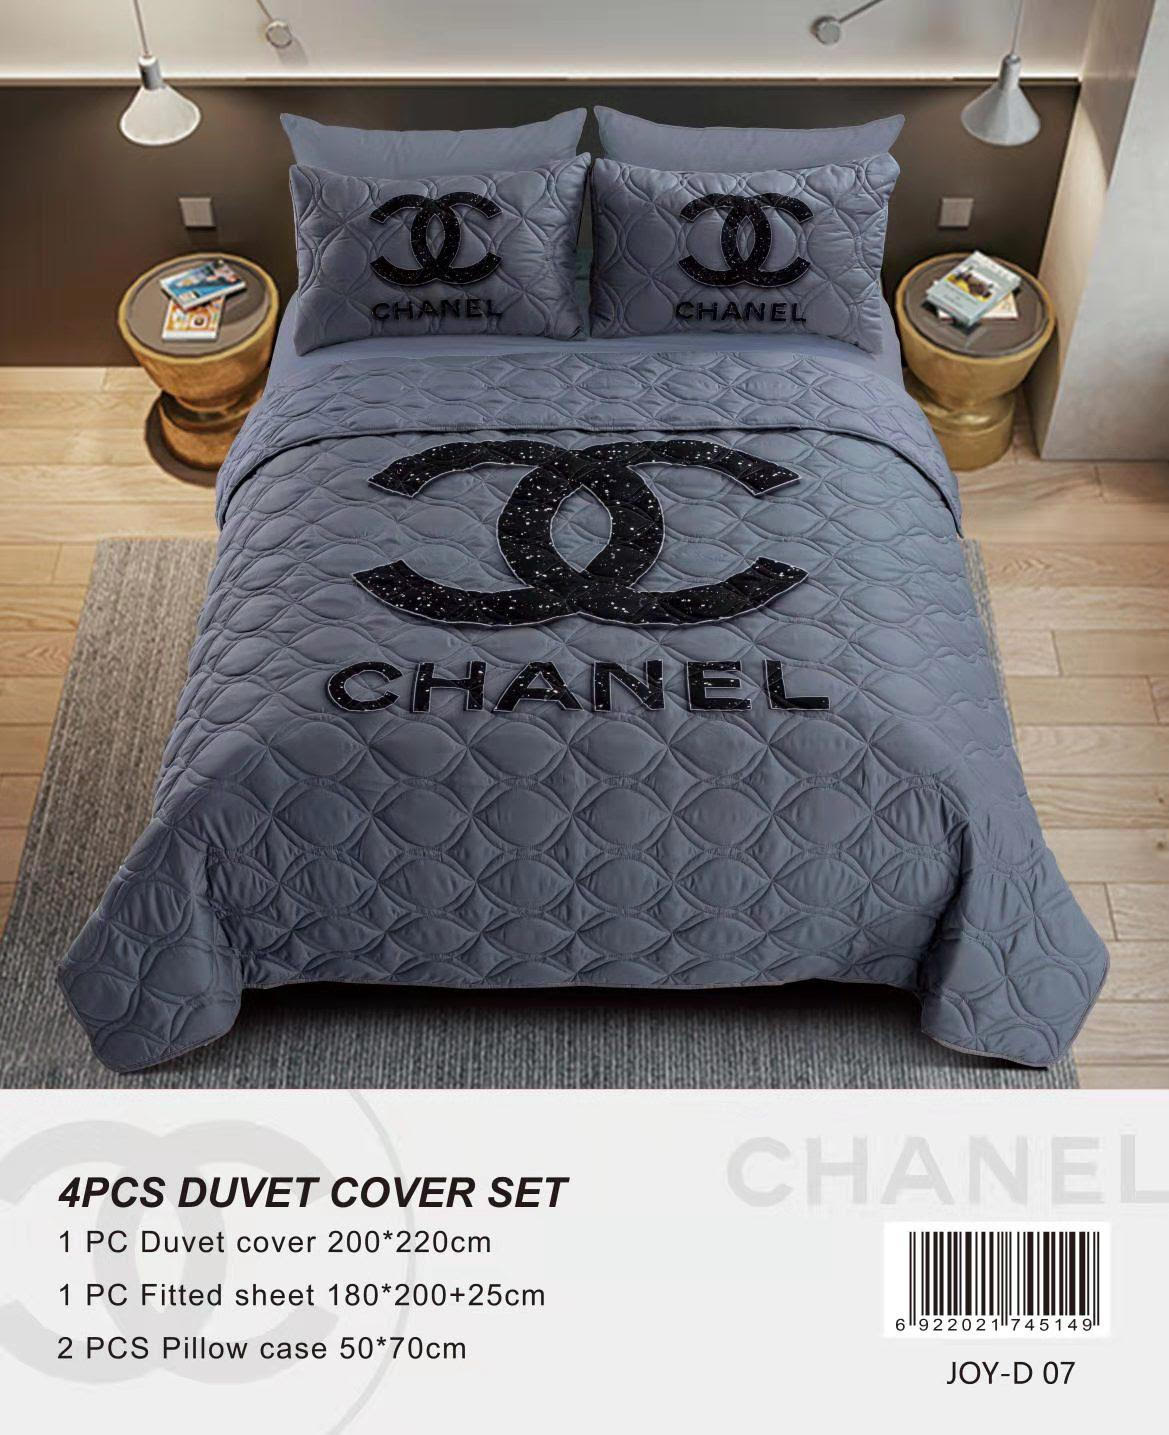 CHANEL
CHANEL
CHANEL
CHANEL
4PCS DUVET COVER SET
1 PC Duvet cover 200*220cm
1 PC Fitted sheet 180*200+25cm
2 PCS Pillow case 50*70cm
6 922021 745149
JOY-D 07